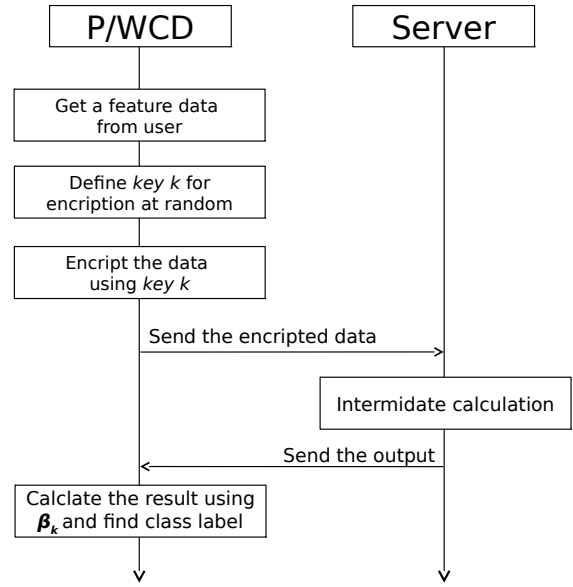 P/WCD
Server
Get a feature data
from user
Define key k for
encription at random
Encript the data
using key k
Send the encripted data
Intermidate calculation
Send the output
Calclate the result using
βk and find class label